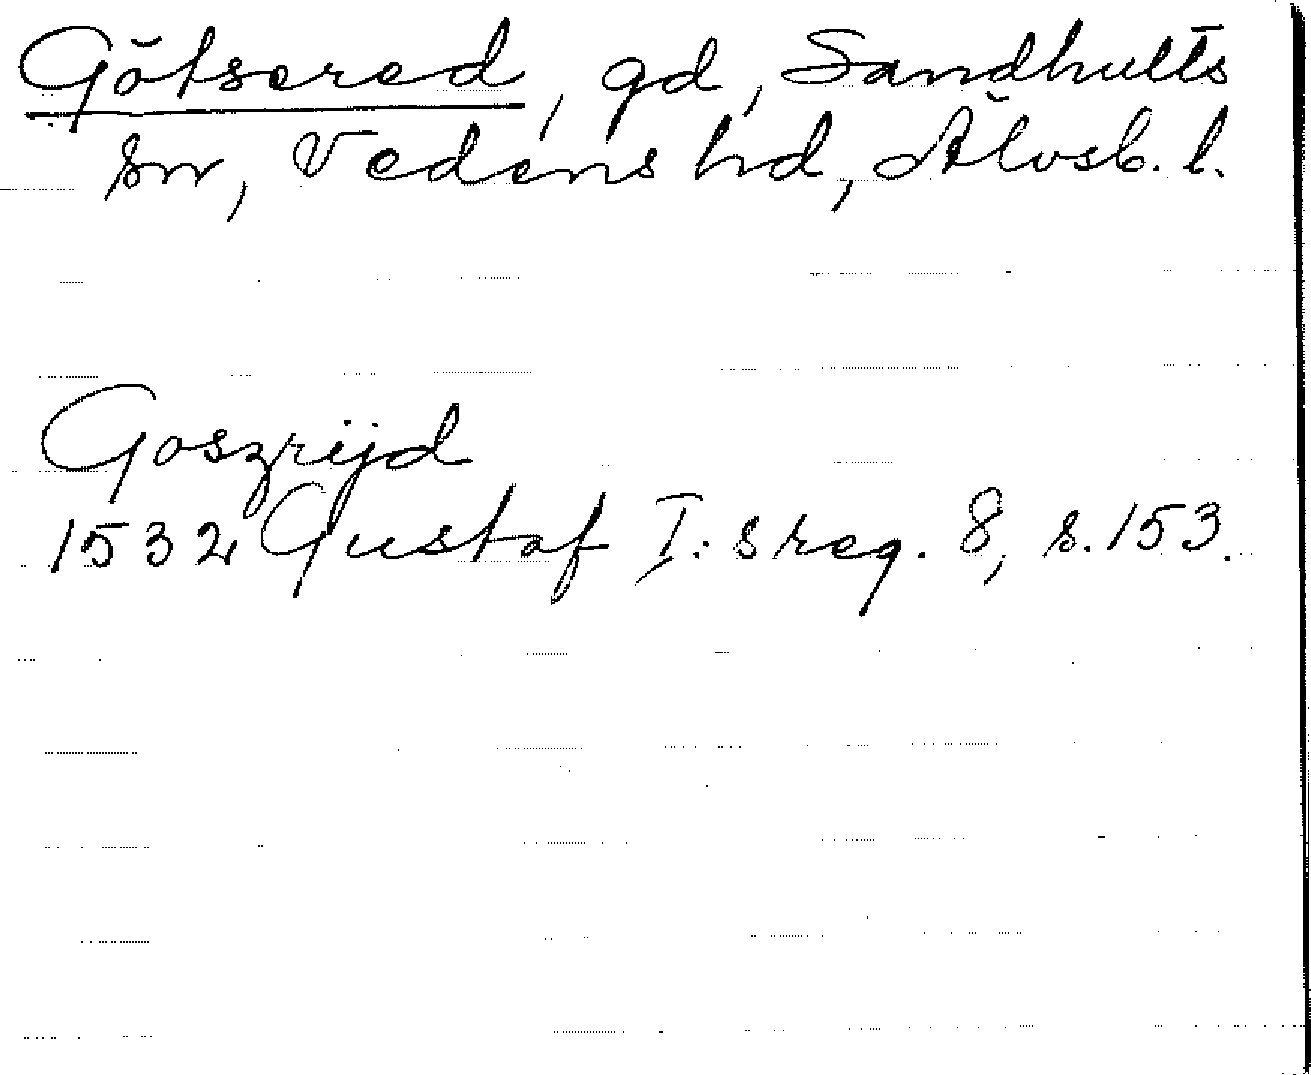 Götsered, gd, Sandhults
sn, Vedens hd, Älvsb. l.
Goszrijd
1532 Gustaf I:s reg. 8, s. 153.